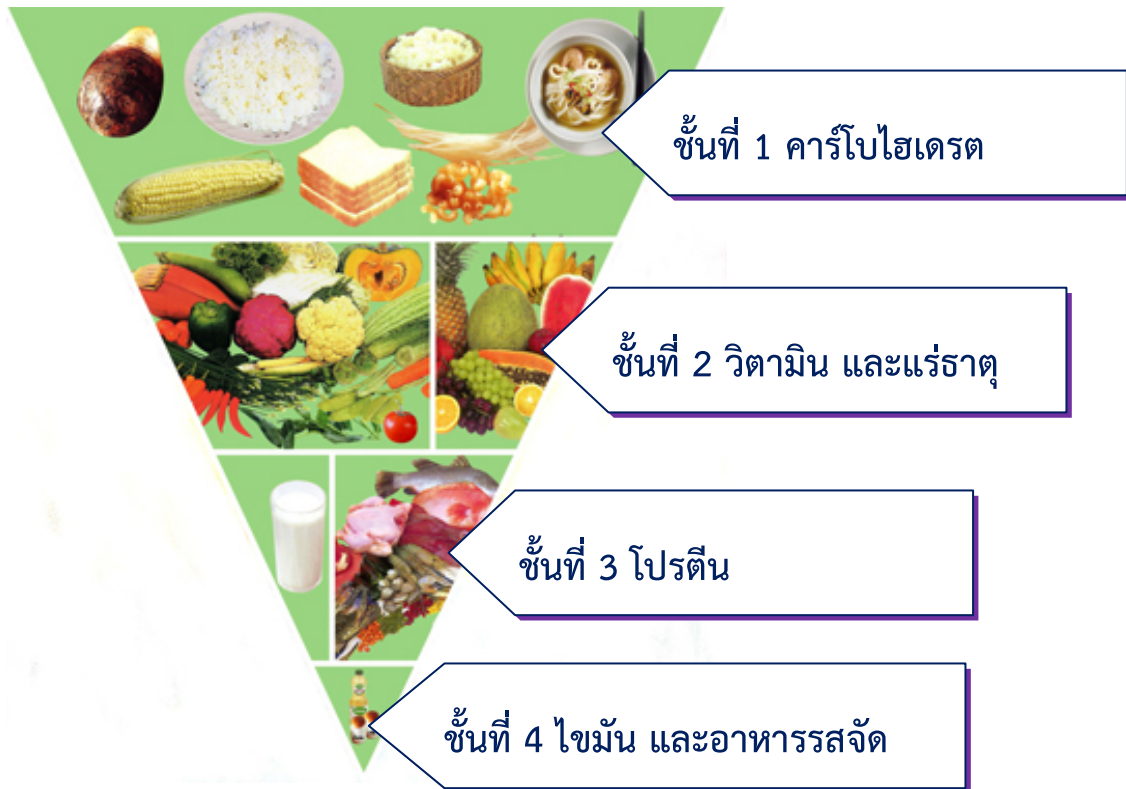 ชั้นที่ 1 คาร์โบไฮเดรต
ชั้นที่ 2 วิตามิน และแร่ธาตุ
ชั้นที่ 3 โปรตีน
ชั้นที่ 4 ไขมัน และอาหารรสจัด